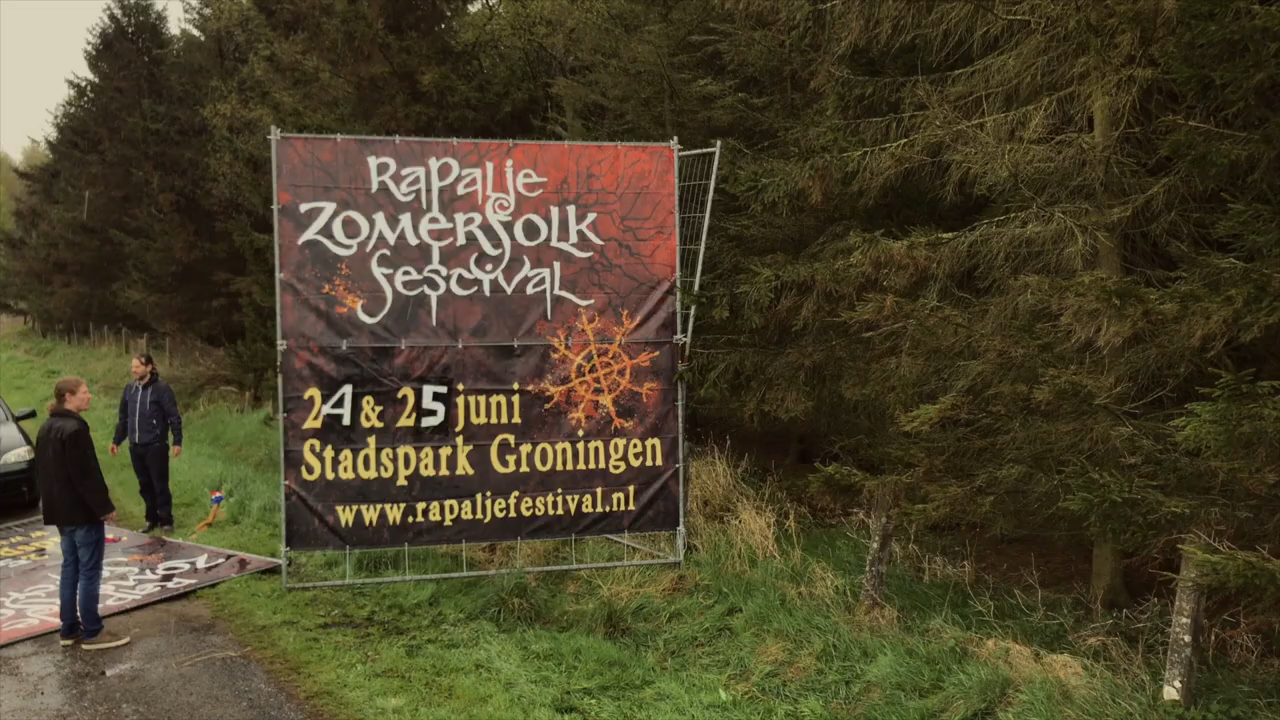 Rapalje
Zomerfolk
festival
24 & 25 juni
Stadspark Groningen
www.rapaljefestival.nl